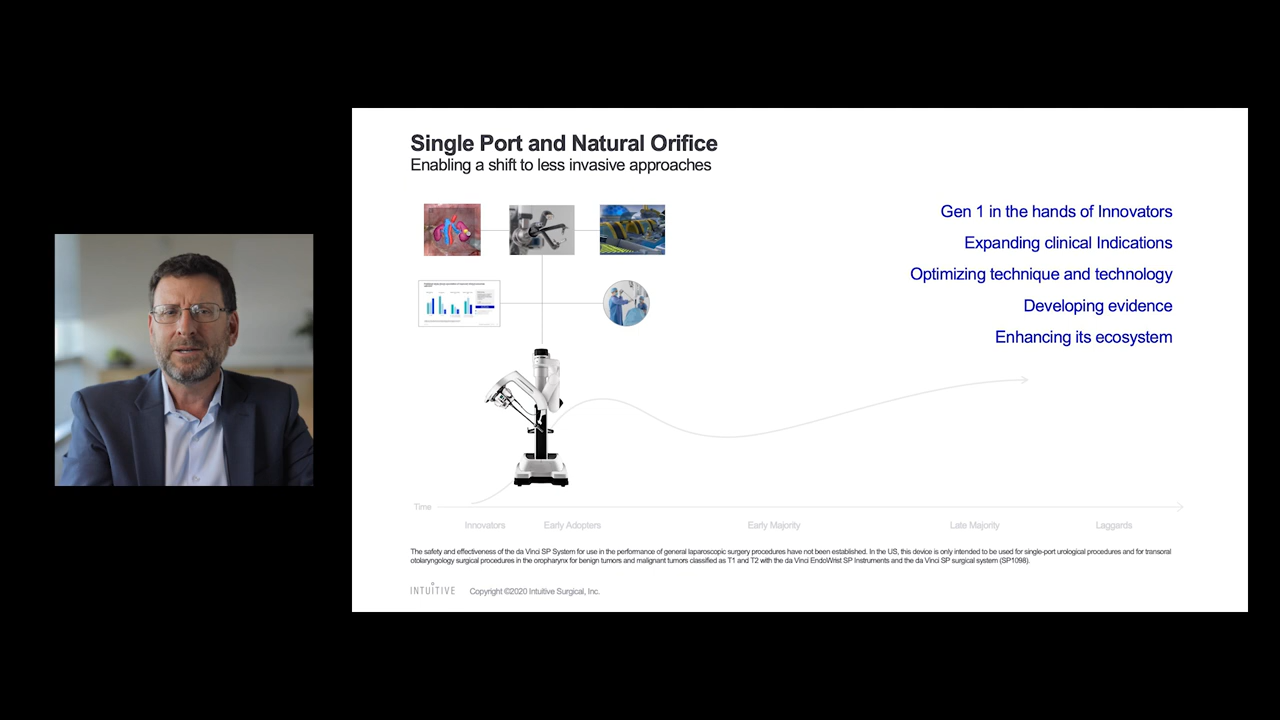 Single Port and Natural Orifice
Enabling a shift to less invasive approaches
Gen 1 in the hands of Innovators
Expanding clinical Indications
Optimizing technique and technology
Developing evidence
Enhancing its ecosystem
Time
Innovators
Early Adopters
Early Majority
Late Majority
Laggards
The safety and effectiveness of the da Vinci SP System for use in the performance of general laparoscopic surgery procedures have not been established. In the US, this device is only intended to be used for single-port urological procedures and for transoral
otolaryngology surgical procedures in the oropharynx for benign tumors and malignant tumors classified as T1 and T2 with the da Vinci EndoWrist SP Instruments and the da Vinci SP surgical system (SP1098).
INTUITIVE
Copyright ©2020 Intuitive Surgical, Inc.